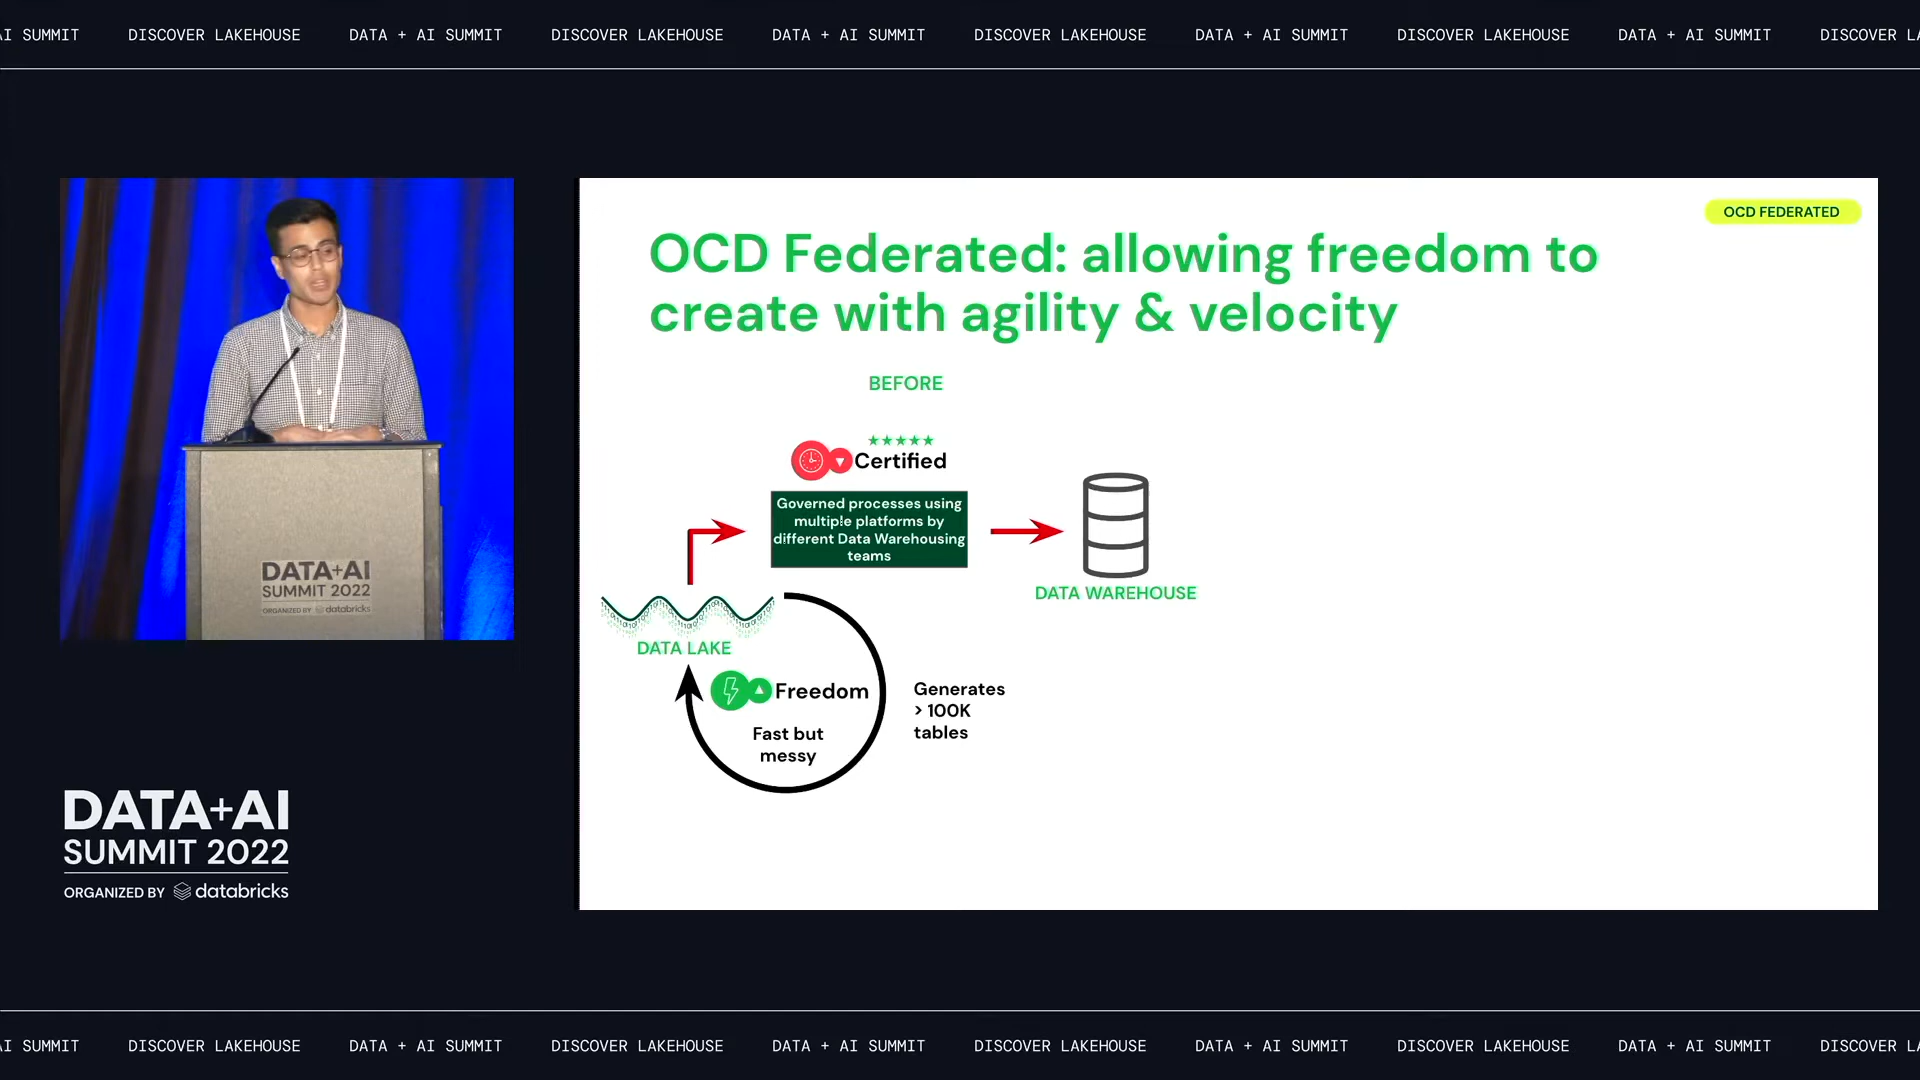 AI SUMMIT DISCOVER LAKEHOUSE DATA + AI SUMMIT DISCOVER LAKEHOUSE DATA + AI SUMMIT DISCOVER LAKEHOUSE DATA + AI SUMMIT DISCOVER LAKEHOUSE DATA + AI SUMMIT DISCOVER LA
OCD FEDERATED
OCD Federated: allowing freedom to
create with agility & velocity
BEFORE
★★★★★
Certified
Governed processes using
multiple platforms by
different Data Warehousing
teams
DATA WAREHOUSE
DATA LAKE
Freedom
Fast but
messy
Generates
> 100K
tables
DATA+AI
SUMMIT 2022
ORGANIZED BY databricks
DATA+AI
SUMMIT 2022
ORGANIZED BY databricks
AI SUMMIT DISCOVER LAKEHOUSE DATA + AI SUMMIT DISCOVER LAKEHOUSE DATA + AI SUMMIT DISCOVER LAKEHOUSE DATA + AI SUMMIT DISCOVER LAKEHOUSE DATA + AI SUMMIT DISCOVER LA